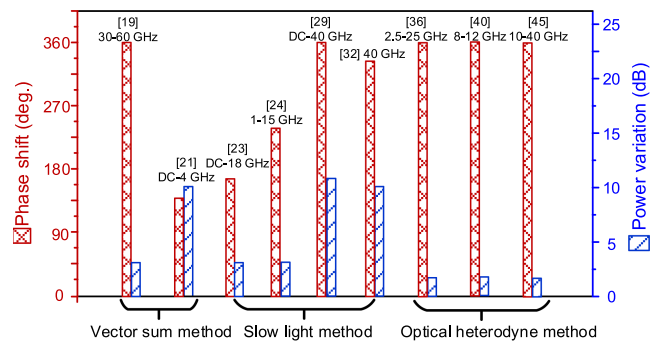 [19]
30-60 GHz
[21]
DC-4 GHz
[23]
DC-18 GHz
[24]
1-15 GHz
[29]
DC-40 GHz
[32] 40 GHz
[36]
2.5-25 GHz
[40]
8-12 GHz
[45]
10-40 GHz
Phase shift (deg.)
360
270
180
90
0
Power variation (dB)
25
20
15
10
5
0
Vector sum method
Slow light method
Optical heterodyne method